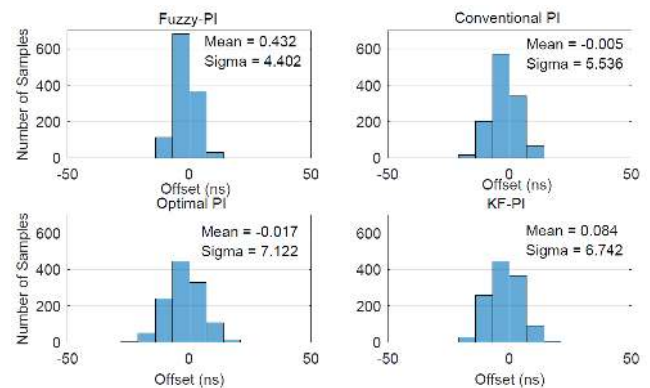 Fuzzy-PI
Mean = 0.432
Sigma = 4.402
Number of Samples
600
400
200
0
-50
0
50
Offset (ns)
Conventional PI
Mean = -0.005
Sigma = 5.536
600
400
200
0
-50
0
50
Offset (ns)
Optimal PI
Mean = -0.017
Sigma = 7.122
Number of Samples
600
400
200
0
-50
0
50
Offset (ns)
KF-PI
Mean = 0.084
Sigma = 6.742
600
400
200
0
-50
0
50
Offset (ns)